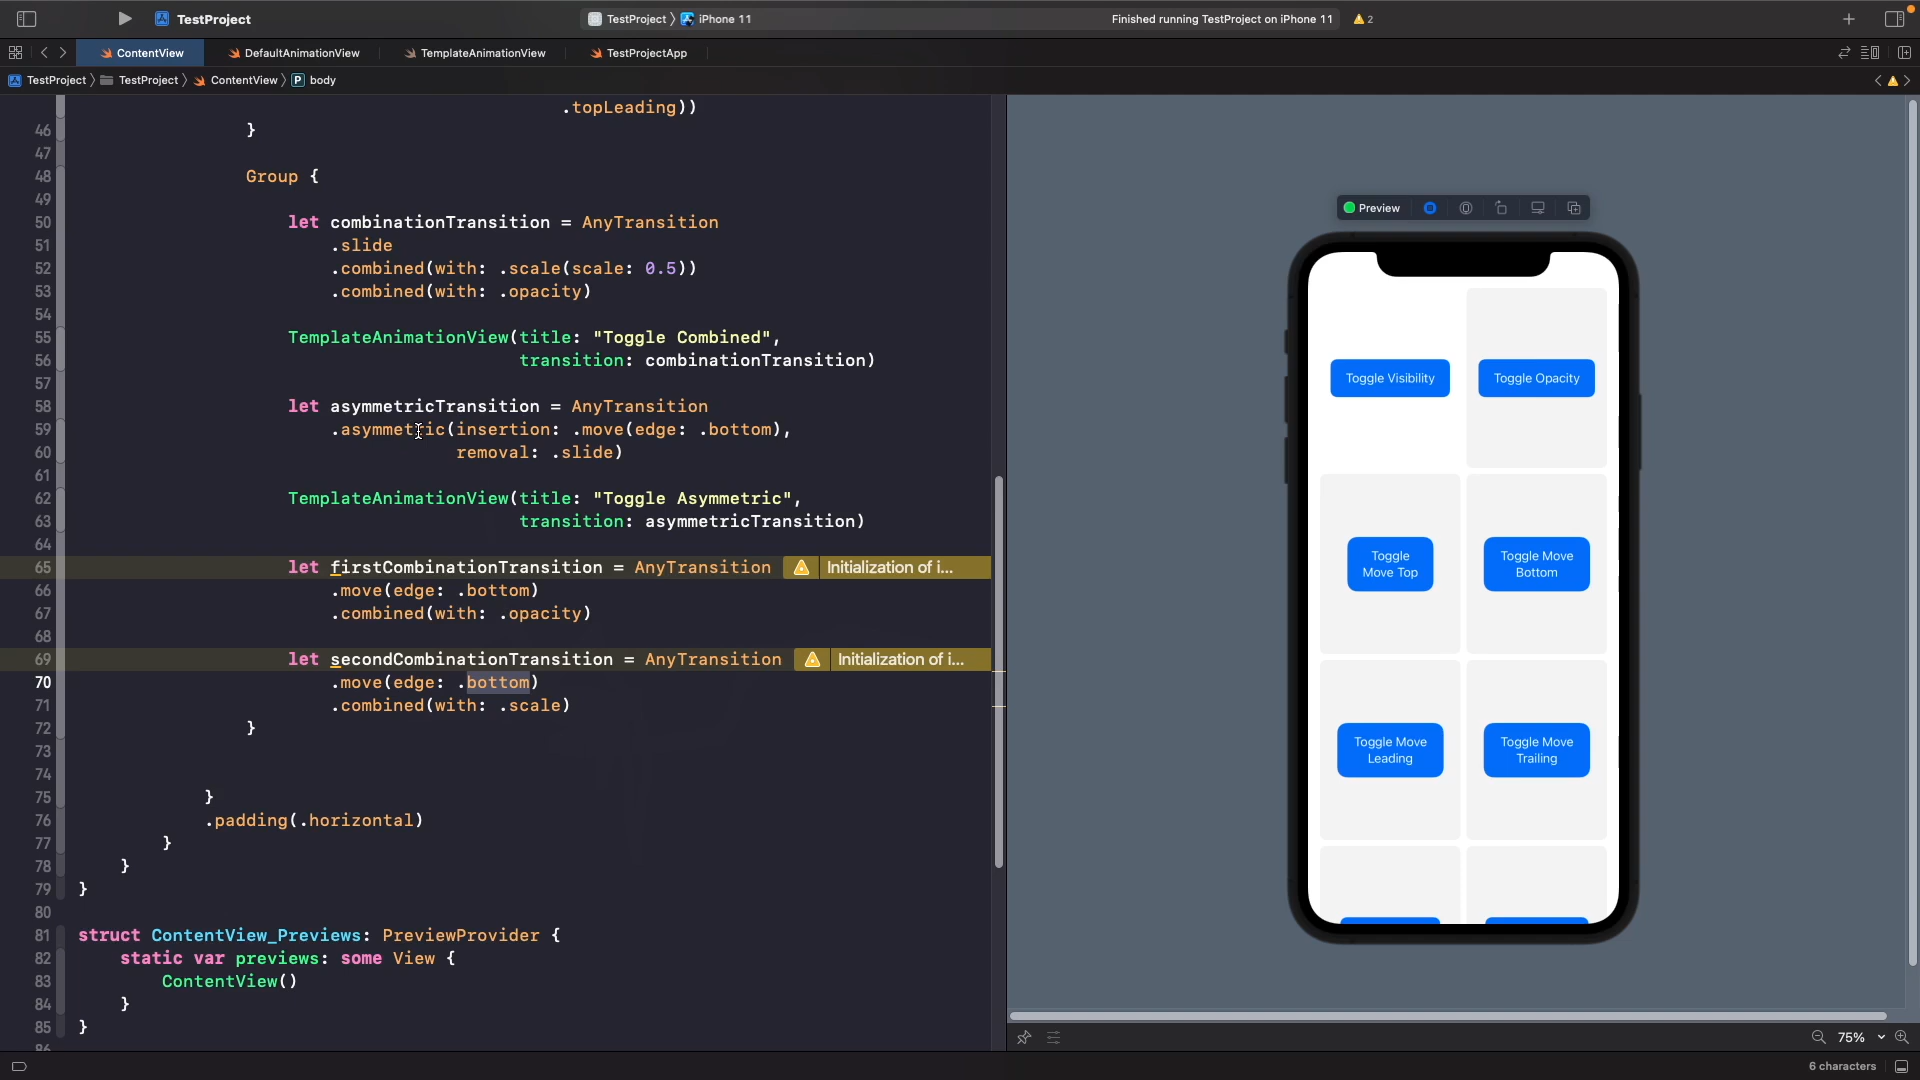 TestProject
TestProject
iPhone 11
Finished running TestProject on iPhone 11
2
ContentView
DefaultAnimationView
TemplateAnimationView
TestProjectApp
TestProject
TestProject
ContentView
P
body
.topLeading))
46 }
47
48 Group {
49
50 let combinationTransition = AnyTransition
51 .slide
52 .combined(with: .scale(scale: 0.5))
53 .combined(with: .opacity)
54
55 TemplateAnimationView(title: "Toggle Combined",
56 transition: combinationTransition)
57
58 let asymmetricTransition = AnyTransition
59 .asymmetric(insertion: .move(edge: .bottom),
60 removal: .slide)
61
62 TemplateAnimationView(title: "Toggle Asymmetric",
63 transition: asymmetricTransition)
64
65 let firstCombinationTransition = AnyTransition Initialization of i...
66 .move(edge: .bottom)
67 .combined(with: .opacity)
68
69 let secondCombinationTransition = AnyTransition Initialization of i...
70 .move(edge: .bottom)
71 .combined(with: .scale)
72 }
73
74
75 }
76 .padding(.horizontal)
77 }
78 }
79 }
80
81 struct ContentView_Previews: PreviewProvider {
82 static var previews: some View {
83 ContentView()
84 }
85 }
86
Preview
Toggle Visibility
Toggle Opacity
Toggle
Move Top
Toggle Move
Bottom
Toggle Move
Leading
Toggle Move
Trailing
75%
6 characters